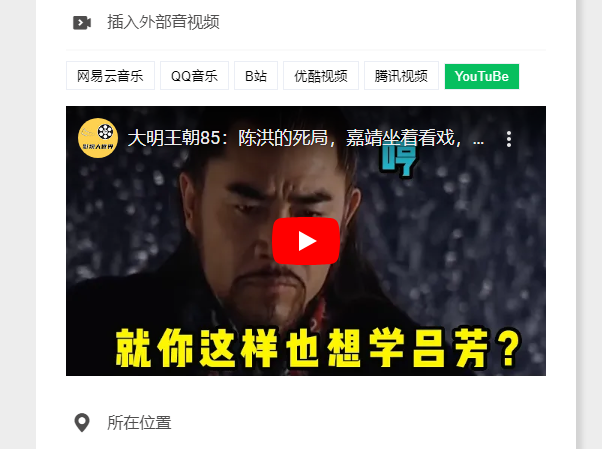 插入外部音视频
网易云音乐 QQ音乐 B站 优酷视频 腾讯视频 YouTuBe
大明王朝85：陈洪的死局，嘉靖坐着看戏，...
哼
就你这样也想学吕芳？
所在位置